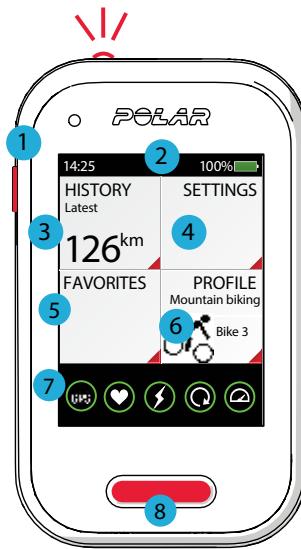 POLAR
1
2
14:25 100%
HISTORY SETTINGS
Latest
3 126km 4
FAVORITES PROFILE
Mountain biking
5
6 Bike 3
7
GPS
8